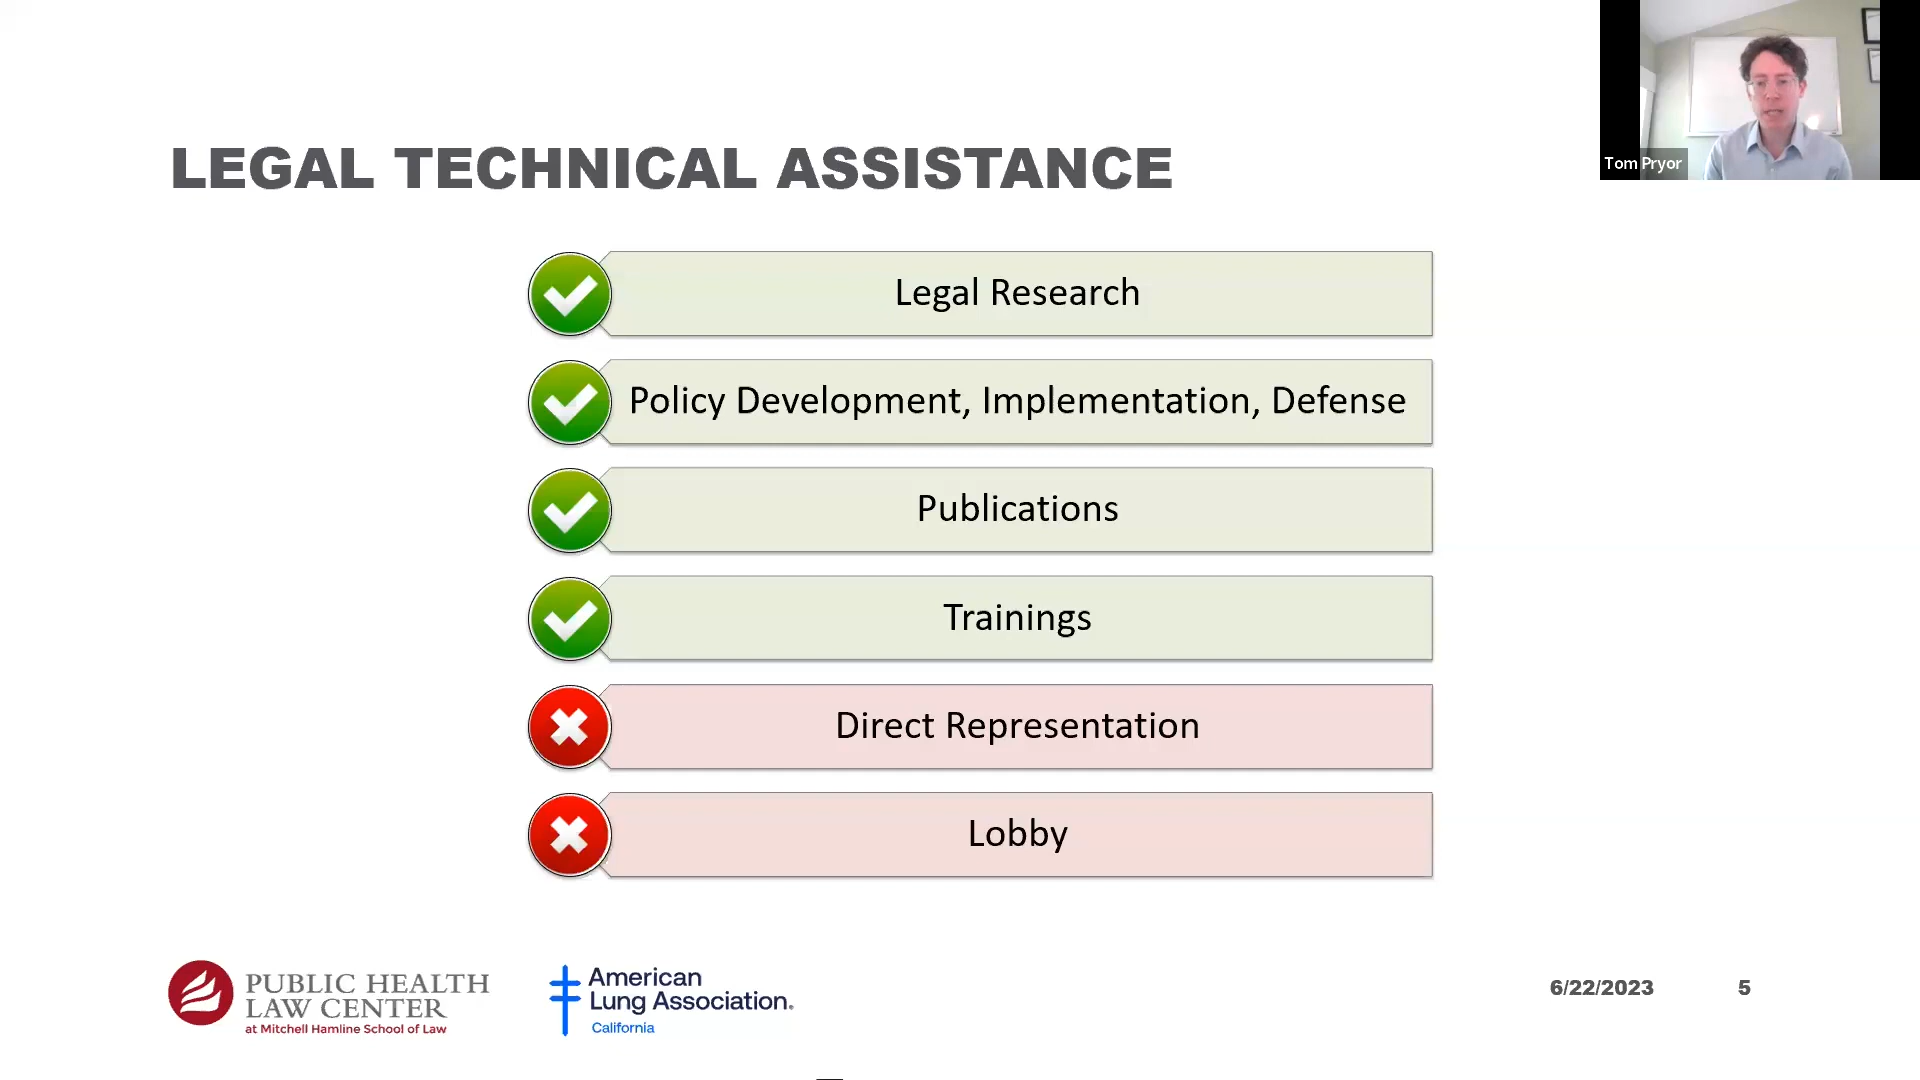 Tom Pryor
LEGAL TECHNICAL ASSISTANCE
Legal Research
Policy Development, Implementation, Defense
Publications
Trainings
Direct Representation
Lobby
PUBLIC HEALTH
LAW CENTER
at Mitchell Hamline School of Law
American
Lung Association.
California
6/22/2023
5